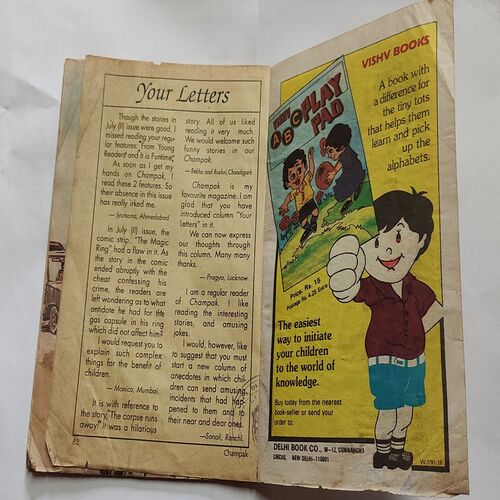 Your Letters
Though the stories in
July (II) issue were good, I
missed reading your reg-
ular features: 'From Young
Readers' and 'It is Funtime'.
As soon as I get my
hands on Champak, I
read these 2 features. So
their absence in this issue
has really irked me.
— Jyotsana, Ahmedabad.
In July (II) issue, the
comic strip, "The Magic
Ring" had a flaw in it. As
the story in the comic
ended abruptly with the
cheat confessing his
crime, the readers are
left wondering as to what
antidote he had for the
gas capsule in his ring
which did not affect him?
I would request you to
explain such complex
things for the benefit of
children.
— Monica, Mumbai.
It is with reference to
the story, 'The corpse runs
away!' It was a hilarious
82
story. All of us liked
reading it very much.
We would welcome such
funny stories in our
Champak.
— Rekha and Roshni, Chandigarh.
Champak is my
favourite magazine. I am
glad that you have
introduced column "Your
Letters" in it.
We can now express
our thoughts through
this column. Many many
thanks.
— Pragya, Lucknow.
I am a regular reader
of Champak. I like
reading the interesting
stories, and amusing
jokes.
I would, however, like
to suggest that you must
start a new column of
anecdotes in which chil
dren can send amusing
incidents that had hap-
pened to them and to
their near and dear ones.
—Sonali, Ranchi.
Champak
VISHV BOOKS
A book with
a difference for
the tiny tots
that helps them
learn and pick
up the
alphabets.
ABC PLAY
PAD
Price. Rs. 15
Postage Rs. 6.25 Extra
The easiest
way to initiate
your children
to the world of
knowledge.
Buy today from the nearest
book-seller or send your
order to:
DELHI BOOK CO., M-12, CONNAUGHT
CIRCUS, NEW DELHI-110001